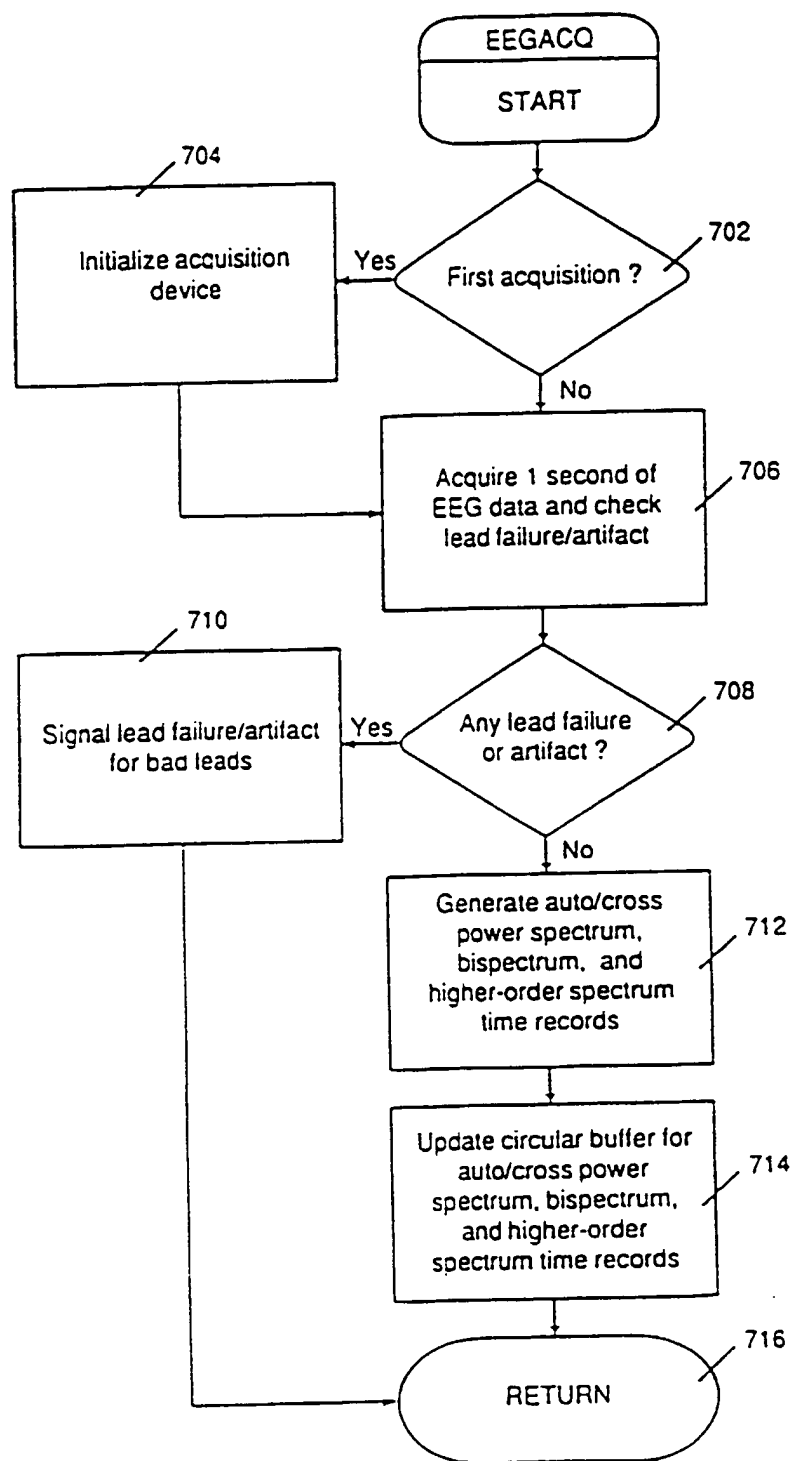 EEGACQ
START
704
702
Initialize acquisition
device
Yes
First acquisition ?
No
706
Acquire 1 second of
EEG data and check
lead failure/artifact
710
708
Signal lead failure/artifact
for bad leads
Yes
Any lead failure
or artifact ?
No
712
Generate auto/cross
power spectrum,
bispectrum, and
higher-order spectrum
time records
714
Update circular buffer for
auto/cross power
spectrum, bispectrum,
and higher-order
spectrum time records
716
RETURN